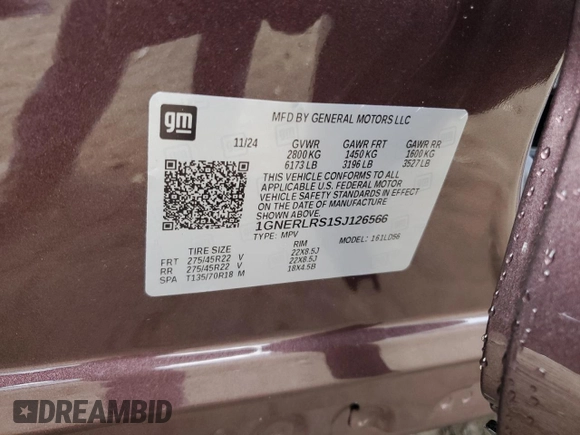 gm
MFD BY GENERAL MOTORS LLC
11/24 GVWR GAWR FRT GAWR RR
2800 KG 1450 KG 1600 KG
6173 LB 3196 LB 3527 LB
THIS VEHICLE CONFORMS TO ALL
APPLICABLE U.S. FEDERAL MOTOR
VEHICLE SAFETY STANDARDS IN EFFECT ON
THE DATE OF MANUFACTURE
SHOWN ABOVE.
1GNERLRS1SJ126566
TYPE: MPV MODEL: 161LD56
TIRE SIZE RIM
FRT 275/45R22 V 22X8.5J
RR 275/45R22 V 22X8.5J
SPA T135/70R18 M 18X4.5B
DREAMBID